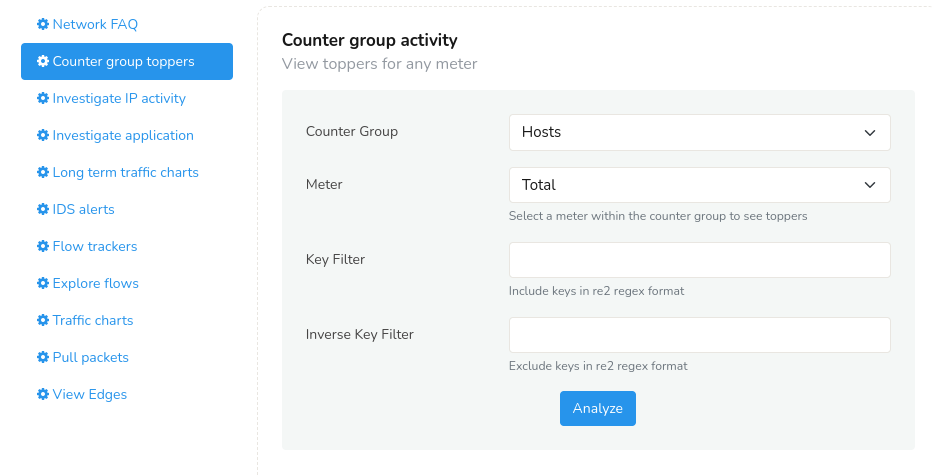 Network FAQ
Counter group toppers
Investigate IP activity
Investigate application
Long term traffic charts
IDS alerts
Flow trackers
Explore flows
Traffic charts
Pull packets
View Edges
Counter group activity
View toppers for any meter
Counter Group
Hosts
Meter
Total
Select a meter within the counter group to see toppers
Key Filter
Include keys in re2 regex format
Inverse Key Filter
Exclude keys in re2 regex format
Analyze